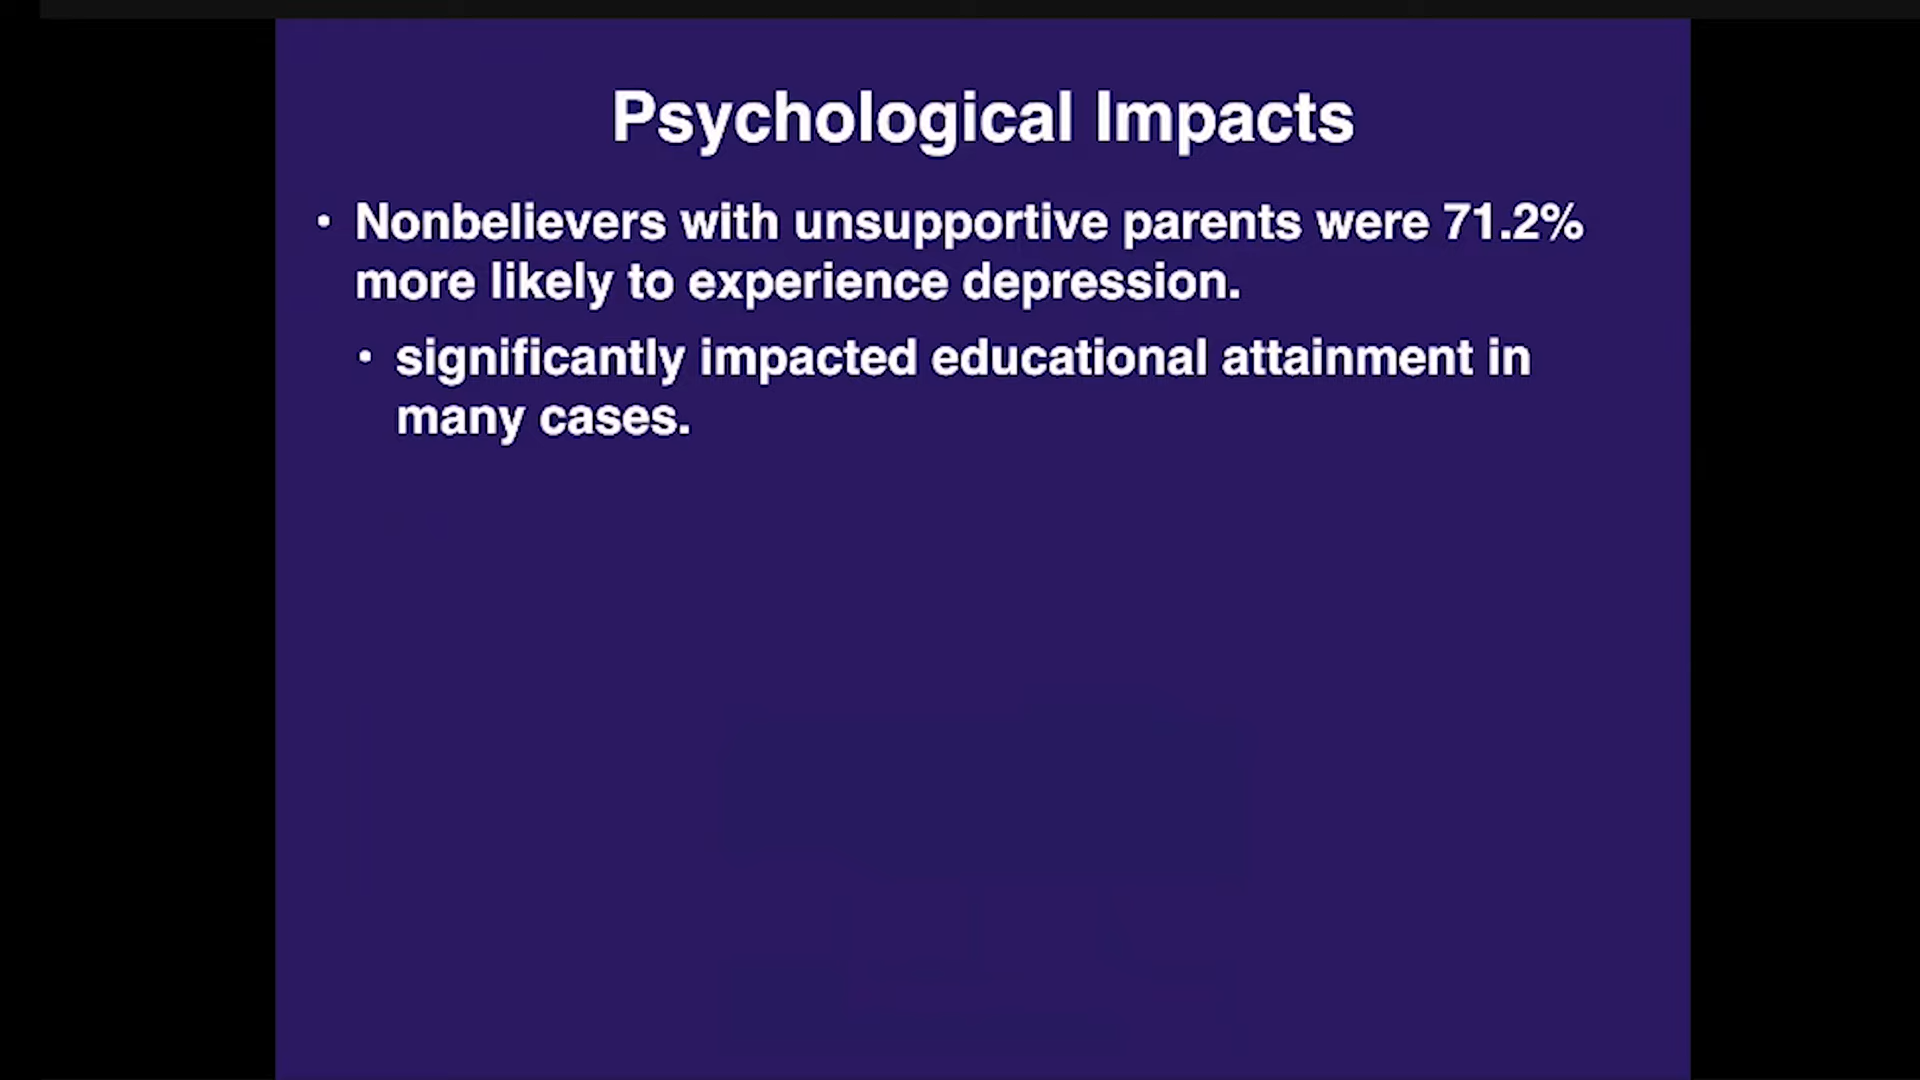 Psychological Impacts
• Nonbelievers with unsupportive parents were 71.2%
more likely to experience depression.
• significantly impacted educational attainment in
many cases.